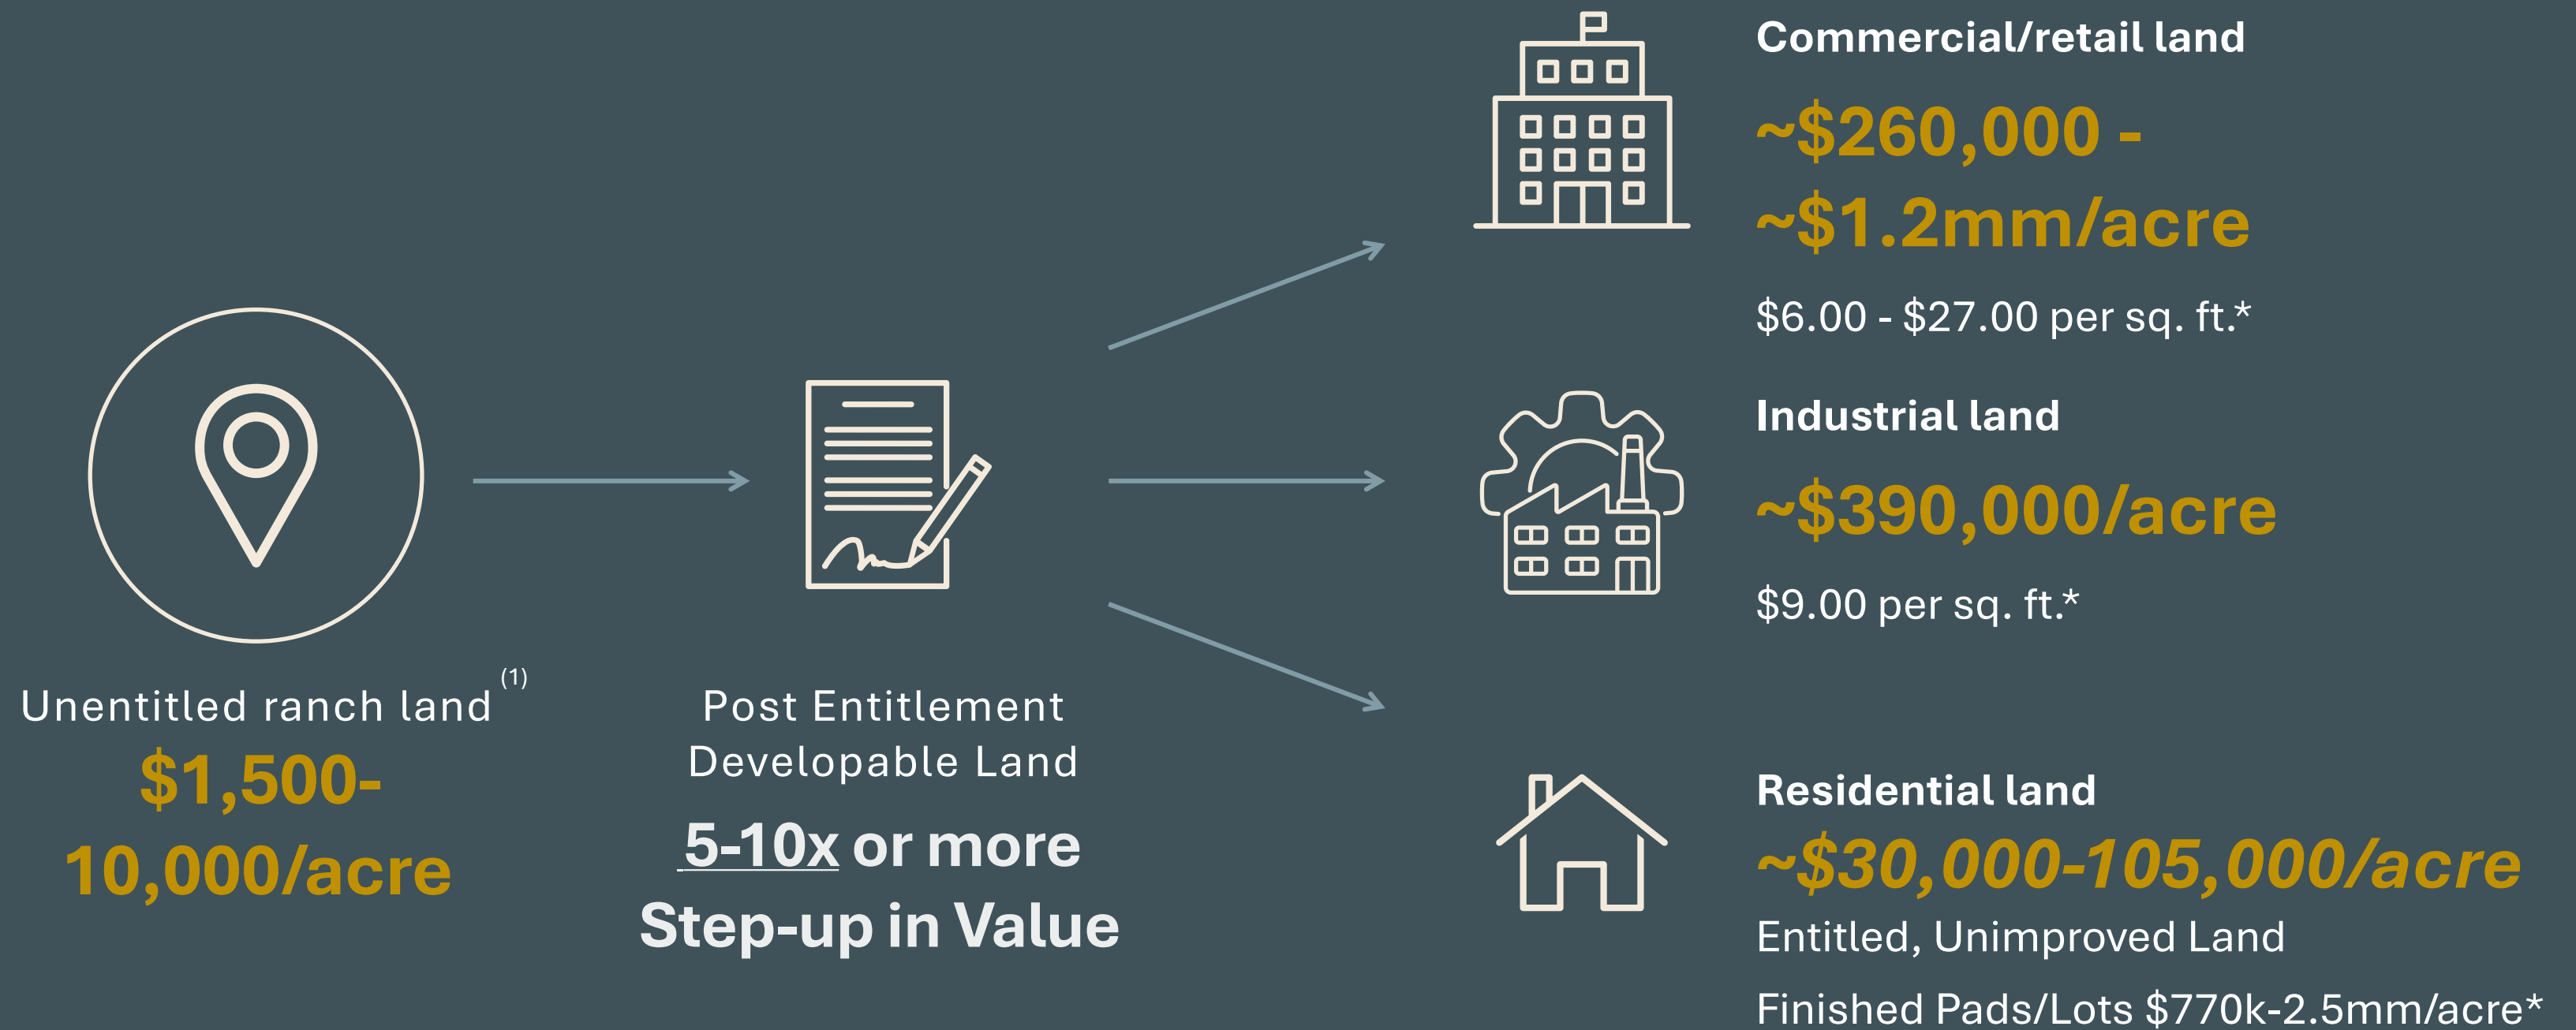 Unentitled ranch land (1)
$1,500-
10,000/acre
Post Entitlement
Developable Land
5-10x or more
Step-up in Value
Commercial/retail land
~$260,000 -
~$1.2mm/acre
$6.00 - $27.00 per sq. ft.*
Industrial land
~$390,000/acre
$9.00 per sq. ft.*
Residential land
~$30,000-105,000/acre
Entitled, Unimproved Land
Finished Pads/Lots $770k-2.5mm/acre*